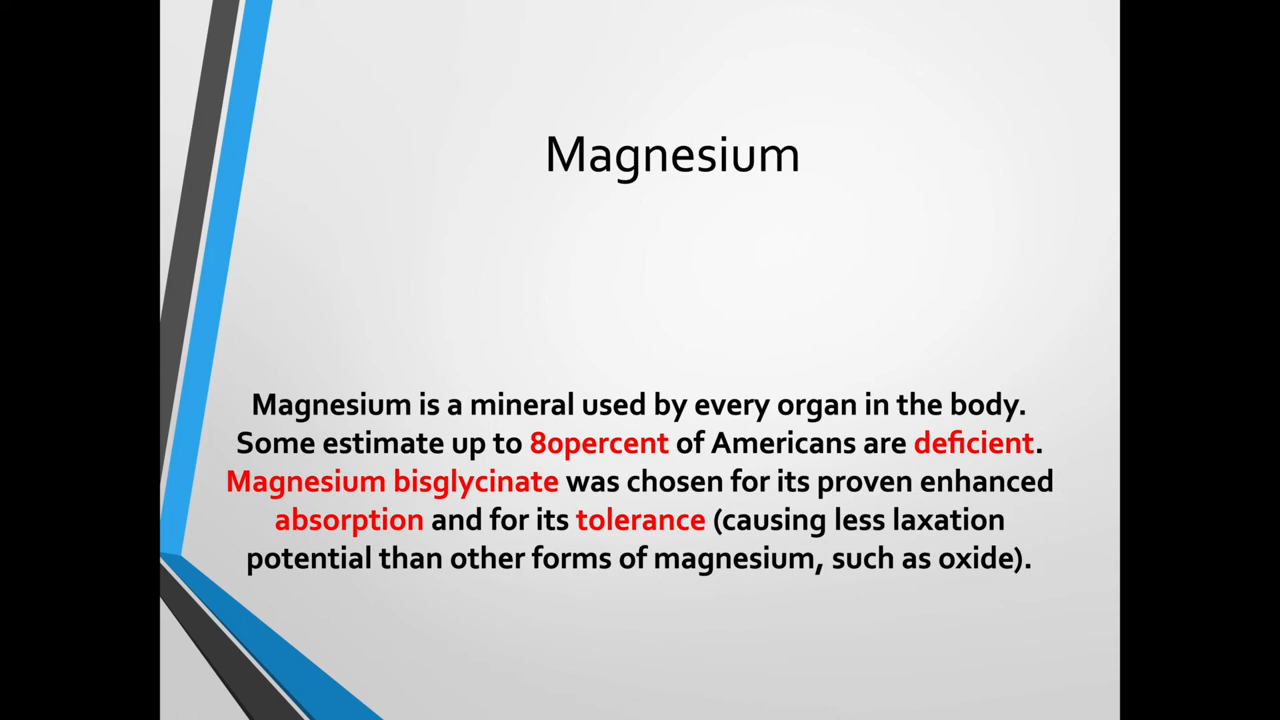 Magnesium
Magnesium is a mineral used by every organ in the body.
Some estimate up to 80percent of Americans are deficient.
Magnesium bisglycinate was chosen for its proven enhanced
absorption and for its tolerance (causing less laxation
potential than other forms of magnesium, such as oxide).